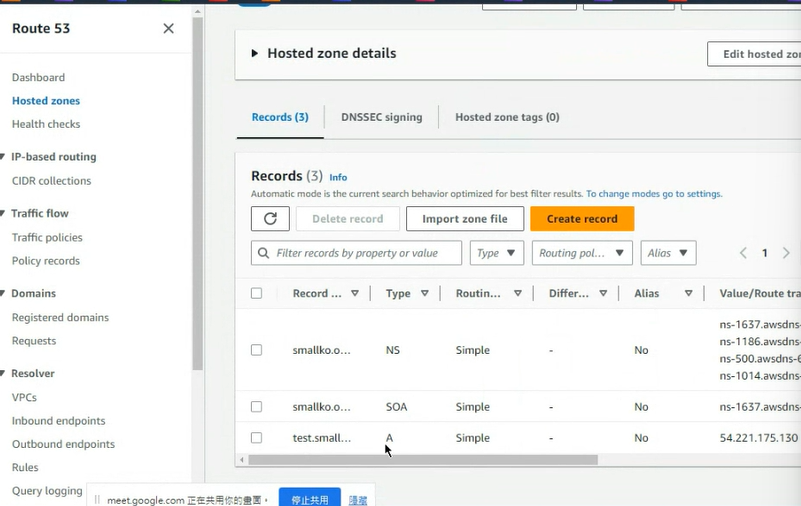 Route 53
Dashboard
Hosted zones
Health checks
IP-based routing
CIDR collections
Traffic flow
Traffic policies
Policy records
Domains
Registered domains
Requests
Resolver
VPCs
Inbound endpoints
Outbound endpoints
Rules
Query logging
Hosted zone details
Edit hosted zon
Records (3)
DNSSEC signing
Hosted zone tags (0)
Records (3) Info
Automatic mode is the current search behavior optimized for best filter results. To change modes go to settings.
Delete record
Import zone file
Create record
Filter records by property or value
Type
Routing pol...
Alias
1
Record ... Type Routin... Differ... Alias Value/Route tra
smallko.o... NS Simple - No
ns-1637.awsdns-
ns-1186.awsdns-
ns-500.awsdns-6
ns-1014.awsdns-
smallko.o... SOA Simple - No ns-1637.awsdns-
test.small... A Simple - No 54.221.175.130
meet.google.com 正在共用你的畫面。
停止共用
隱藏